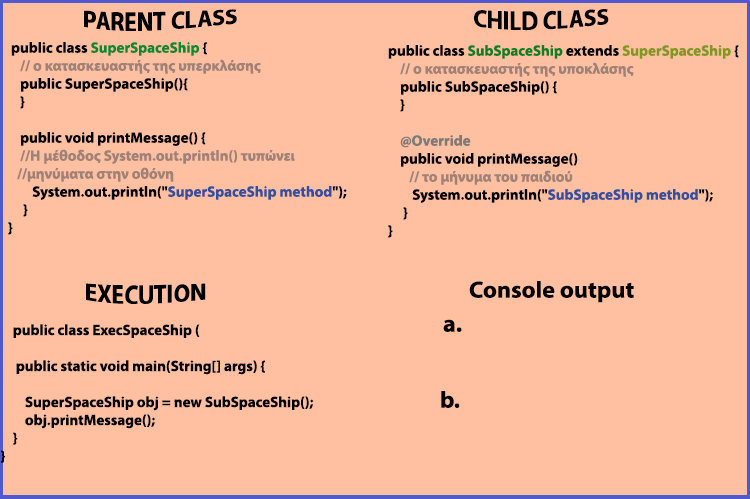 PARENT CLASS
public class SuperSpaceShip {
// ο κατασκευαστής της υπερκλάσης
public SuperSpaceShip(){
}
public void printMessage() {
//Η μέθοδος System.out.println() τυπώνει
//μηνύματα στην οθόνη
System.out.println("SuperSpaceShip method");
}
}
CHILD CLASS
public class SubSpaceShip extends SuperSpaceShip {
// ο κατασκευαστής της υποκλάσης
public SubSpaceShip() {
}
@Override
public void printMessage()
// το μήνυμα του παιδιού
System.out.println("SubSpaceShip method");
}
}
EXECUTION
public class ExecSpaceShip (
public static void main(String[] args) {
SuperSpaceShip obj = new SubSpaceShip();
obj.printMessage();
}
}
Console output
a.
b.